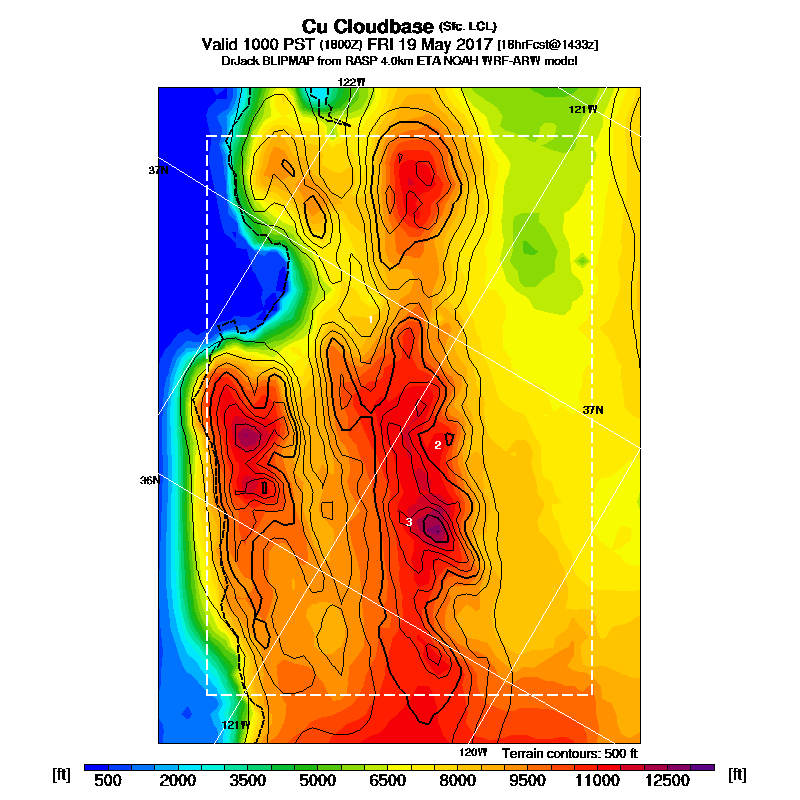 Cu Cloudbase (Sfc. LCL)
Valid 1000 PST (1800Z) FRI 19 May 2017 [18hrFcst@1433z]
DrJack BLIPMAP from RASP 4.0km ETA NOAH WRF-ARW model
122W
121W
37N
1
37N
2
36N
3
121W
120W
Terrain contours: 500 ft
[ft] 500 2000 3500 5000 6500 8000 9500 11000 12500 [ft]